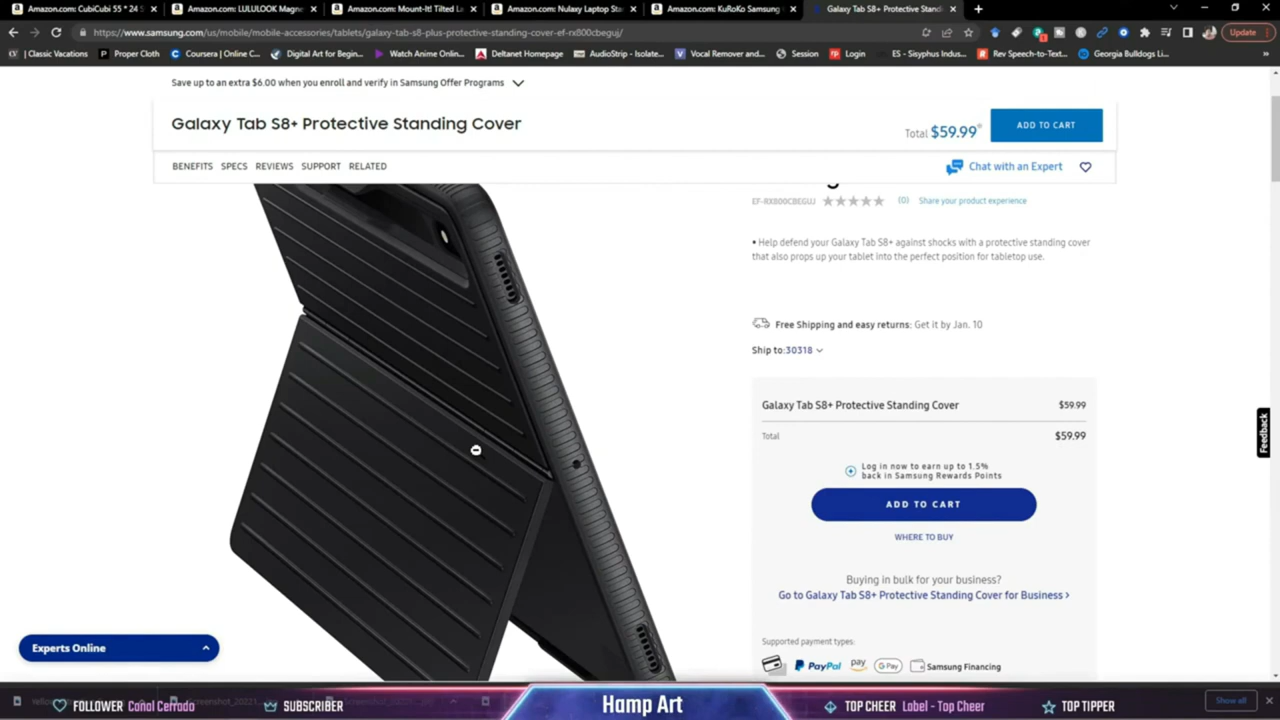 Amazon.com: CubiCubi 55 * 24 S
Amazon.com: LULULOOK Magne
Amazon.com: Mount-It! Tilted La
Amazon.com: Nulaxy Laptop Sta
Amazon.com: KuRoKo Samsung
Galaxy Tab S8+ Protective Stand
https://www.samsung.com/us/mobile/mobile-accessories/tablets/galaxy-tab-s8-plus-protective-standing-cover-ef-rx800cbeguj/
Update
Classic Vacations
Proper Cloth
Coursera | Online C...
Digital Art for Begin...
Watch Anime Online...
Deltanet Homepage
AudioStrip - Isolate...
Vocal Remover and...
Session
Login
ES - Sisyphus Indus...
Rev Speech-to-Text...
Georgia Bulldogs Li...
Save up to an extra $6.00 when you enroll and verify in Samsung Offer Programs
Galaxy Tab S8+ Protective Standing Cover
Total $59.99
ADD TO CART
BENEFITS SPECS REVIEWS SUPPORT RELATED
Chat with an Expert
EF-RX800CBEGUJ
(0)
Share your product experience
• Help defend your Galaxy Tab S8+ against shocks with a protective standing cover
that also props up your tablet into the perfect position for tabletop use.
Free Shipping and easy returns: Get it by Jan. 10
Ship to:30318
Galaxy Tab S8+ Protective Standing Cover $59.99
Total $59.99
Log in now to earn up to 1.5%
back in Samsung Rewards Points
ADD TO CART
WHERE TO BUY
Buying in bulk for your business?
Go to Galaxy Tab S8+ Protective Standing Cover for Business >
Supported payment types:
PayPal
pay
G Pay
Samsung Financing
Feedback
Experts Online
Show all
FOLLOWER Canol Cerrado
SUBSCRIBER
Hamp Art
TOP CHEER Label - Top Cheer
TOP TIPPER